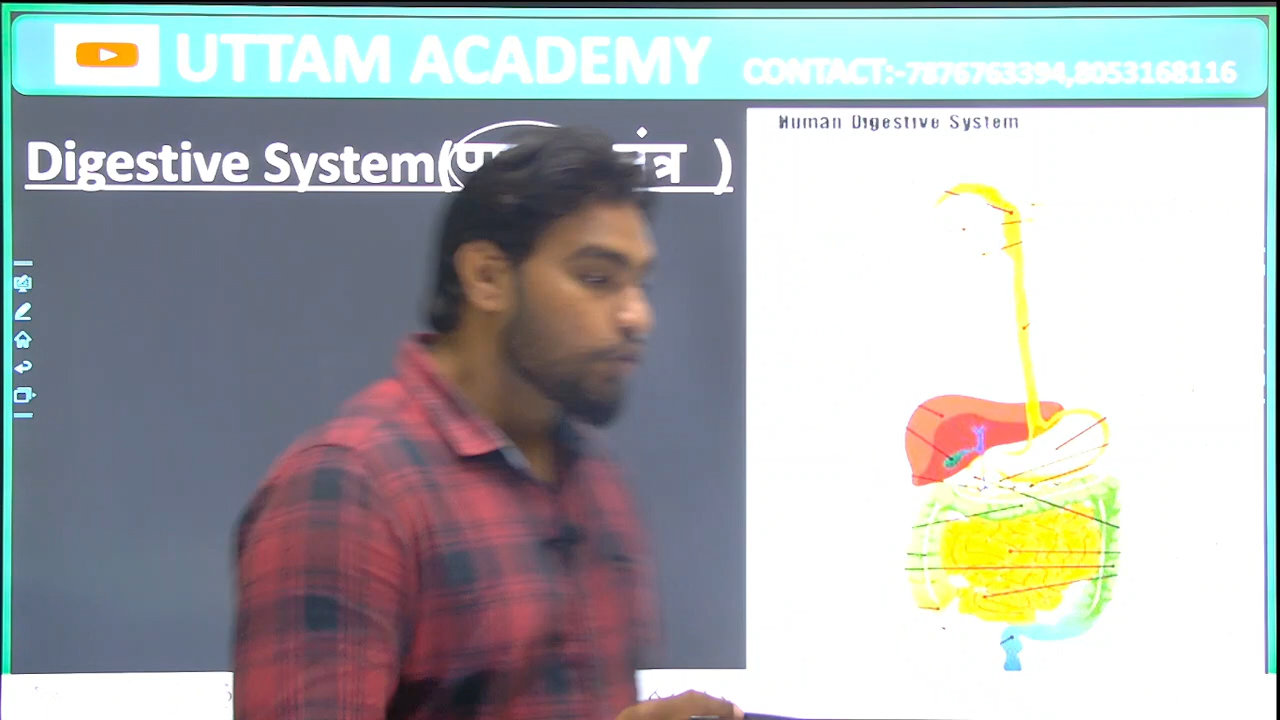 UTTAM ACADEMY
CONTACT:-7876763394,8053168116
Human Digestive System
Digestive System( )